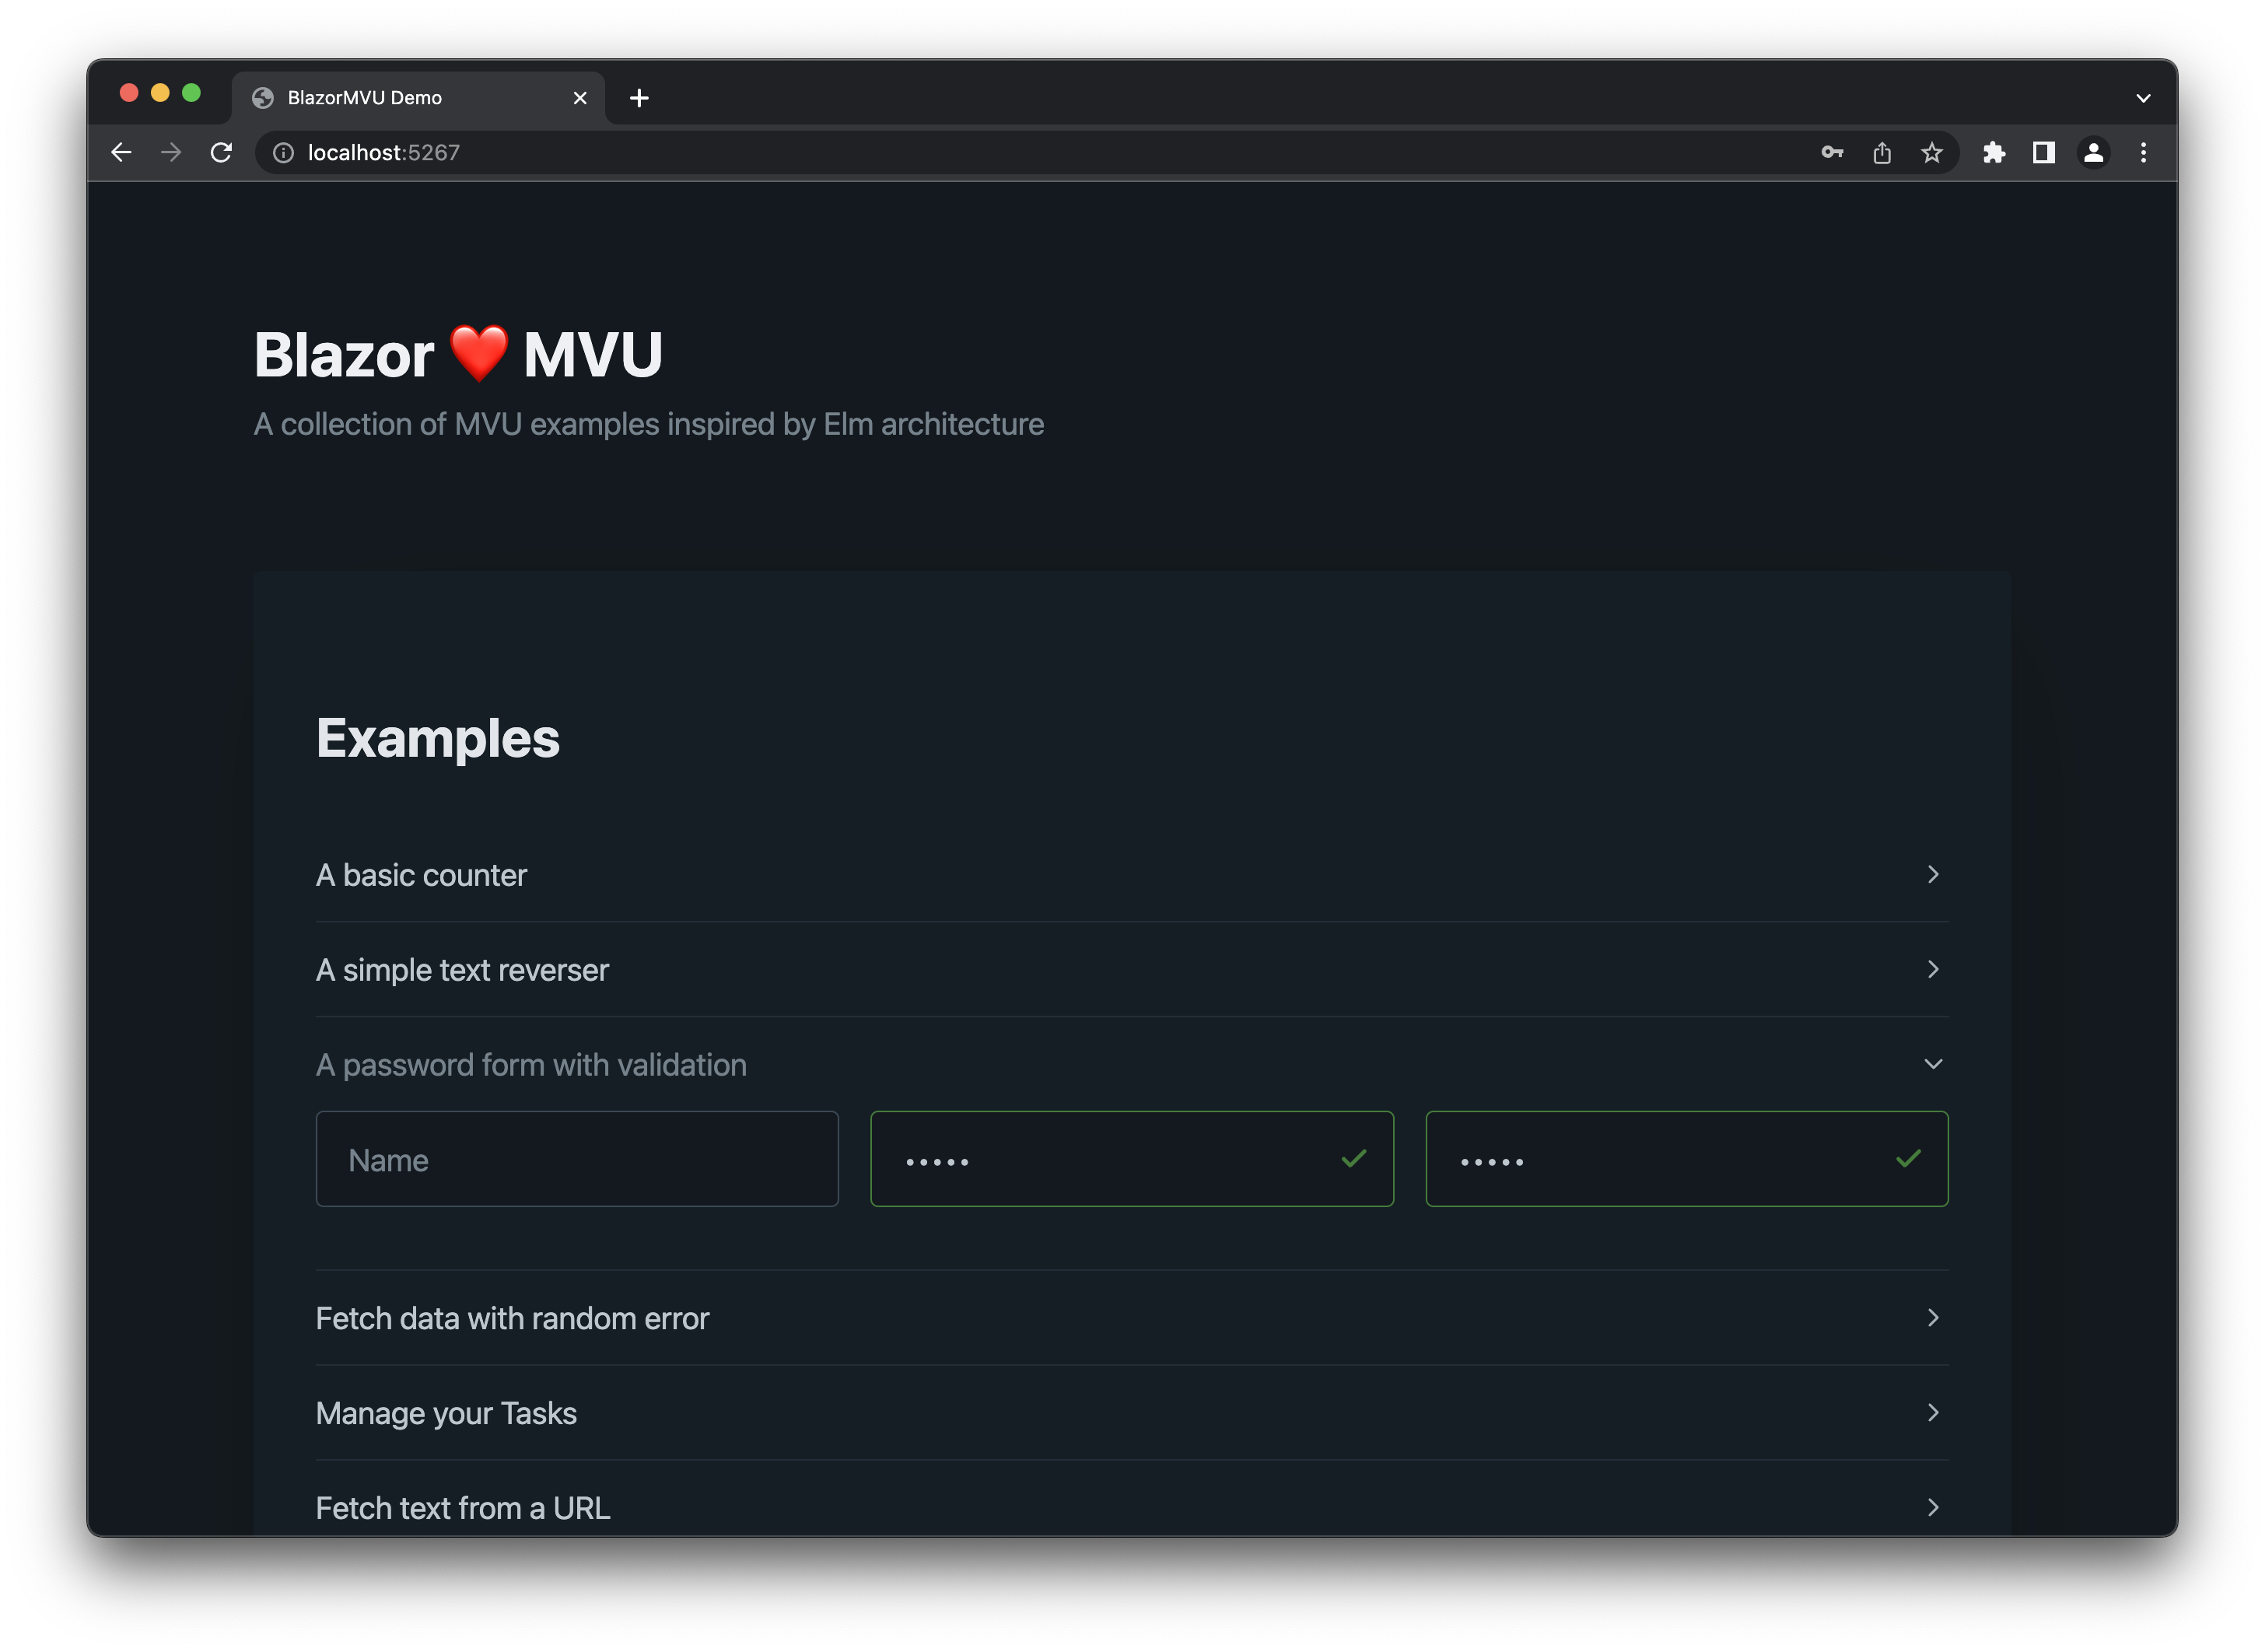 BlazorMVU Demo
localhost:5267
Blazor ❤️ MVU
A collection of MVU examples inspired by Elm architecture
Examples
A basic counter
A simple text reverser
A password form with validation
Name
••••• •••••
Fetch data with random error
Manage your Tasks
Fetch text from a URL